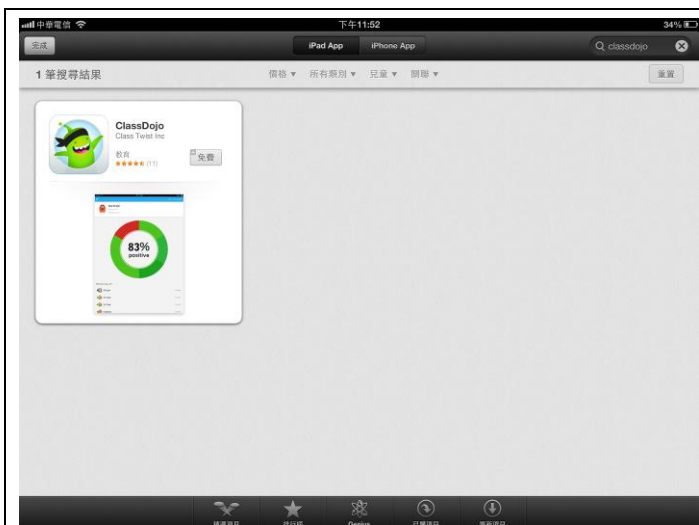 中華電信 下午11:52 34%
完成 iPad App iPhone App classdojo
1 筆搜尋結果 價格 ▼ 所有類別 ▼ 兒童 ▼ 關聯 ▼ 重置
ClassDojo
Class Twist Inc
教育
(11) 免費
83%
positive
Genius